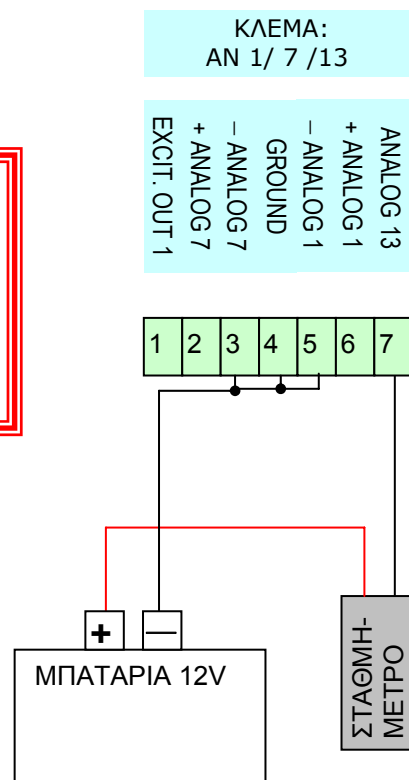 ΚΛΕΜΑ:
ΑΝ 1/ 7 /13
EXCIT. OUT 1
+ ANALOG 7
– ANALOG 7
GROUND
– ANALOG 1
+ ANALOG 1
ANALOG 13
1 2 3 4 5 6 7
+ —
ΜΠΑΤΑΡΙΑ 12V
ΣΤΑΘΜΗ-
ΜΕΤΡΟ